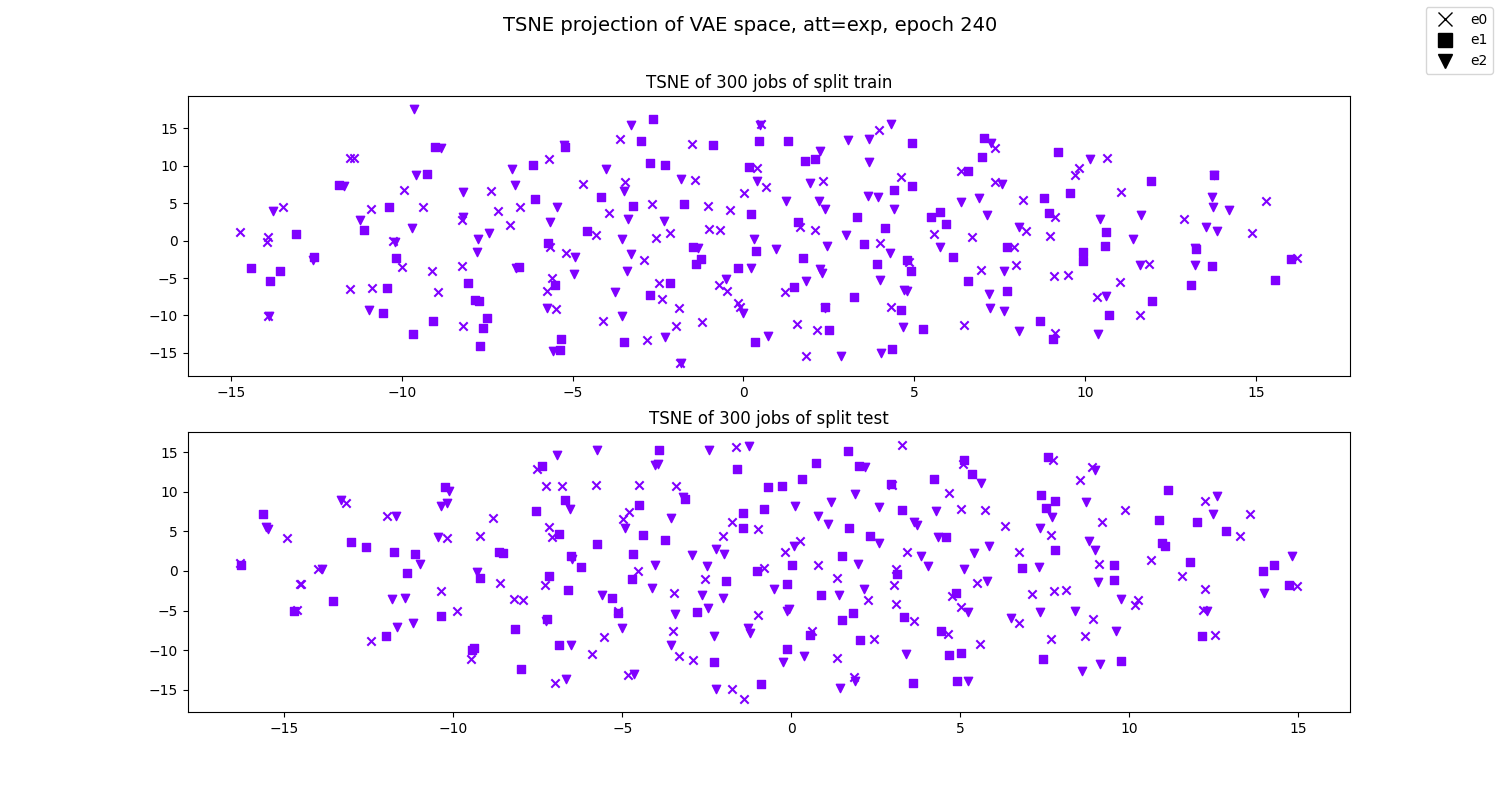 TSNE projection of VAE space, att=exp, epoch 240
e0
e1
e2
TSNE of 300 jobs of split train
15
10
5
0
−5
−10
−15
−15 −10 −5 0 5 10 15
TSNE of 300 jobs of split test
15
10
5
0
−5
−10
−15
−15 −10 −5 0 5 10 15